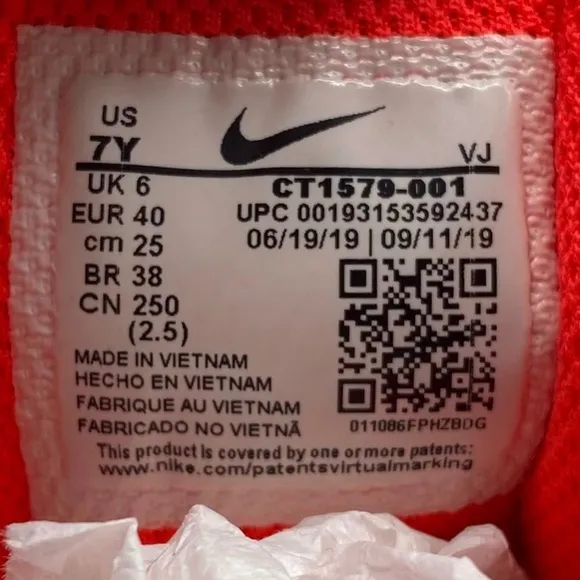 US
7Y
VJ
UK 6
CT1579-001
EUR 40
UPC 00193153592437
cm 25
06/19/19 | 09/11/19
BR 38
CN 250
(2.5)
MADE IN VIETNAM
HECHO EN VIETNAM
FABRIQUE AU VIETNAM
FABRICADO NO VIETNÃ
011086FPHZBDG
This product is covered by one or more patents:
www.nike.com/patentsvirtualmarking